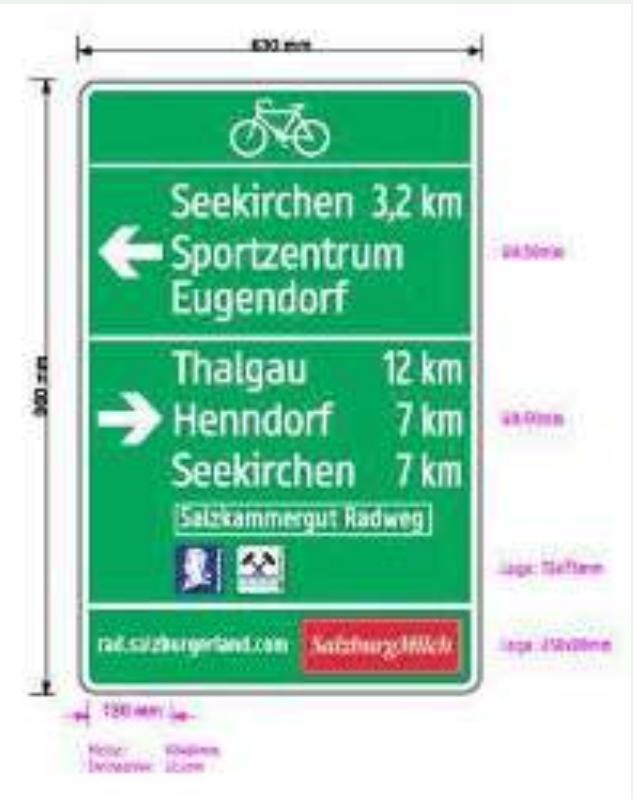 630 mm
Seekirchen 3,2 km
Sportzentrum
Eugendorf
Thalgau 12 km
Henndorf 7 km
Seekirchen 7 km
Salzkammergut Radweg
rad.salzburgerland.com SalzburgMilch
mm
130 mm